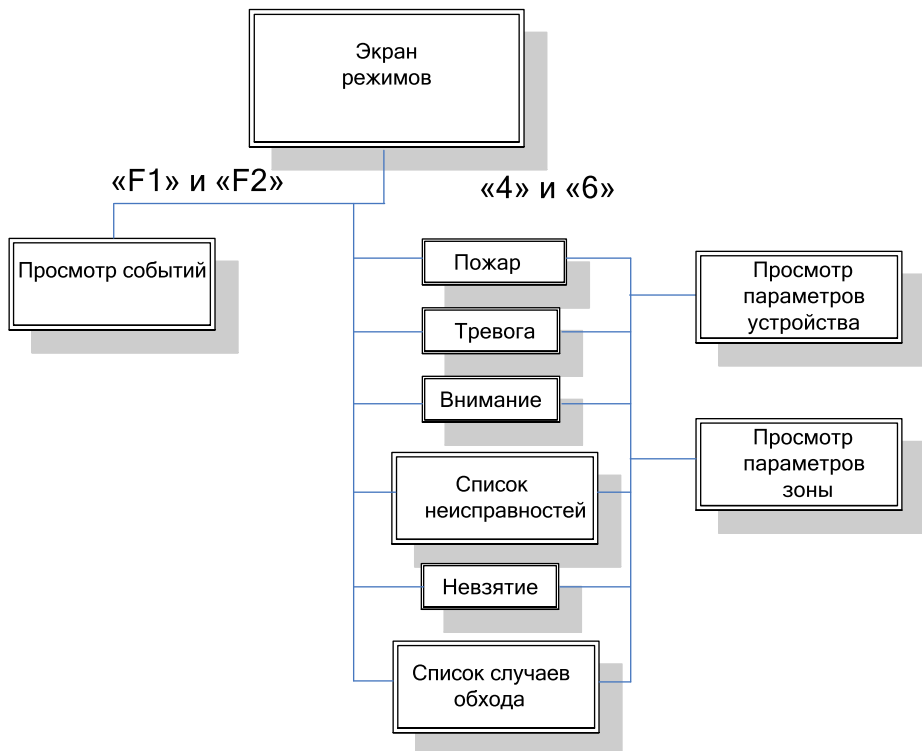 Экран
режимов
«F1» и «F2»
«4» и «6»
Просмотр событий
Пожар
Тревога
Внимание
Список
неисправностей
Невзятие
Список случаев
обхода
Просмотр
параметров
устройства
Просмотр
параметров
зоны